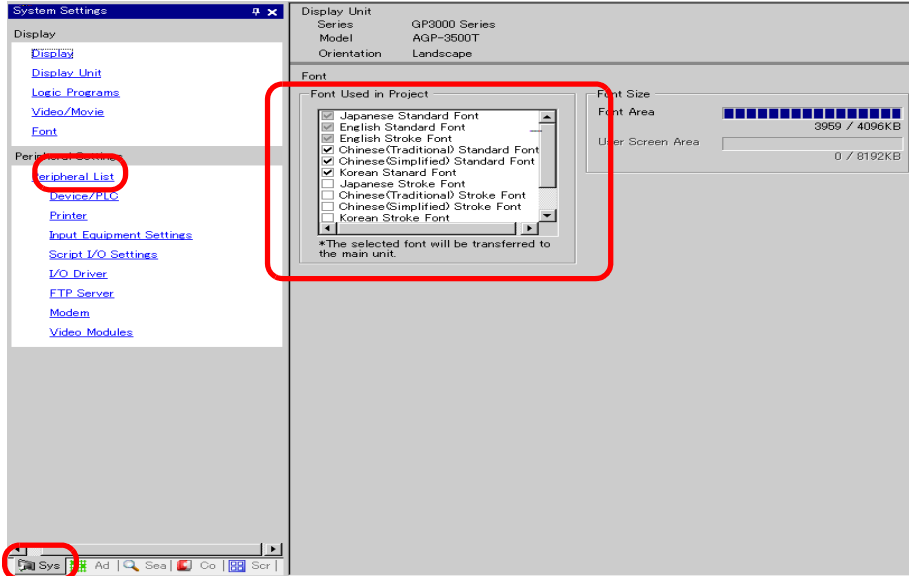 System Settings
Display
Display
Display Unit
Logic Programs
Video/Movie
Font
Peripheral Settings
Peripheral List
Device/PLC
Printer
Input Equipment Settings
Script I/O Settings
I/O Driver
FTP Server
Modem
Video Modules
Sys
Ad
Sea
Co
Scr
Display Unit
Series GP3000 Series
Model AGP-3500T
Orientation Landscape
Font
Font Used in Project
Japanese Standard Font
English Standard Font
English Stroke Font
Chinese(Traditional) Standard Font
Chinese(Simplified) Standard Font
Korean Stanard Font
Japanese Stroke Font
Chinese(Traditional) Stroke Font
Chinese(Simplified) Stroke Font
Korean Stroke Font
*The selected font will be transferred to
the main unit.
Font Size
Font Area
3959 / 4096KB
User Screen Area
0 / 8192KB